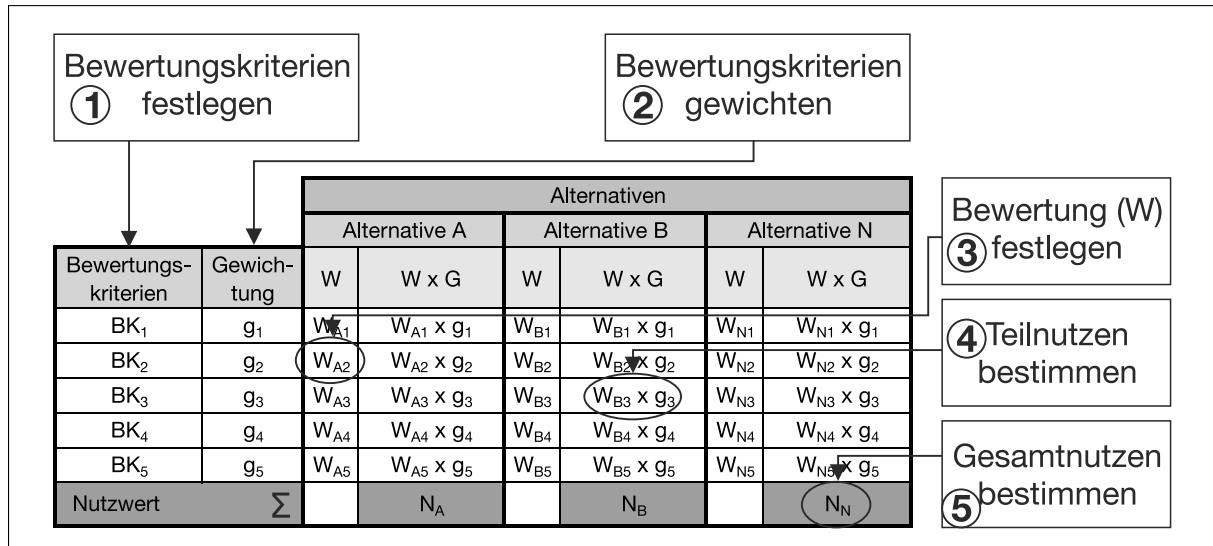 Bewertungskriterien
① festlegen
Bewertungskriterien
② gewichten
Alternativen
Alternative A Alternative B Alternative N
Bewertungs-
kriterien
Gewich-
tung
W W x G W W x G W W x G
BK₁ g₁ W_A1 W_A1 x g₁ W_B1 W_B1 x g₁ W_N1 W_N1 x g₁
BK₂ g₂ W_A2 W_A2 x g₂ W_B2 W_B2 x g₂ W_N2 W_N2 x g₂
BK₃ g₃ W_A3 W_A3 x g₃ W_B3 W_B3 x g₃ W_N3 W_N3 x g₃
BK₄ g₄ W_A4 W_A4 x g₄ W_B4 W_B4 x g₄ W_N4 W_N4 x g₄
BK₅ g₅ W_A5 W_A5 x g₅ W_B5 W_B5 x g₅ W_N5 W_N5 x g₅
Nutzwert Σ N_A N_B N_N
Bewertung (W)
③ festlegen
④ Teilnutzen
bestimmen
Gesamtnutzen
⑤ bestimmen